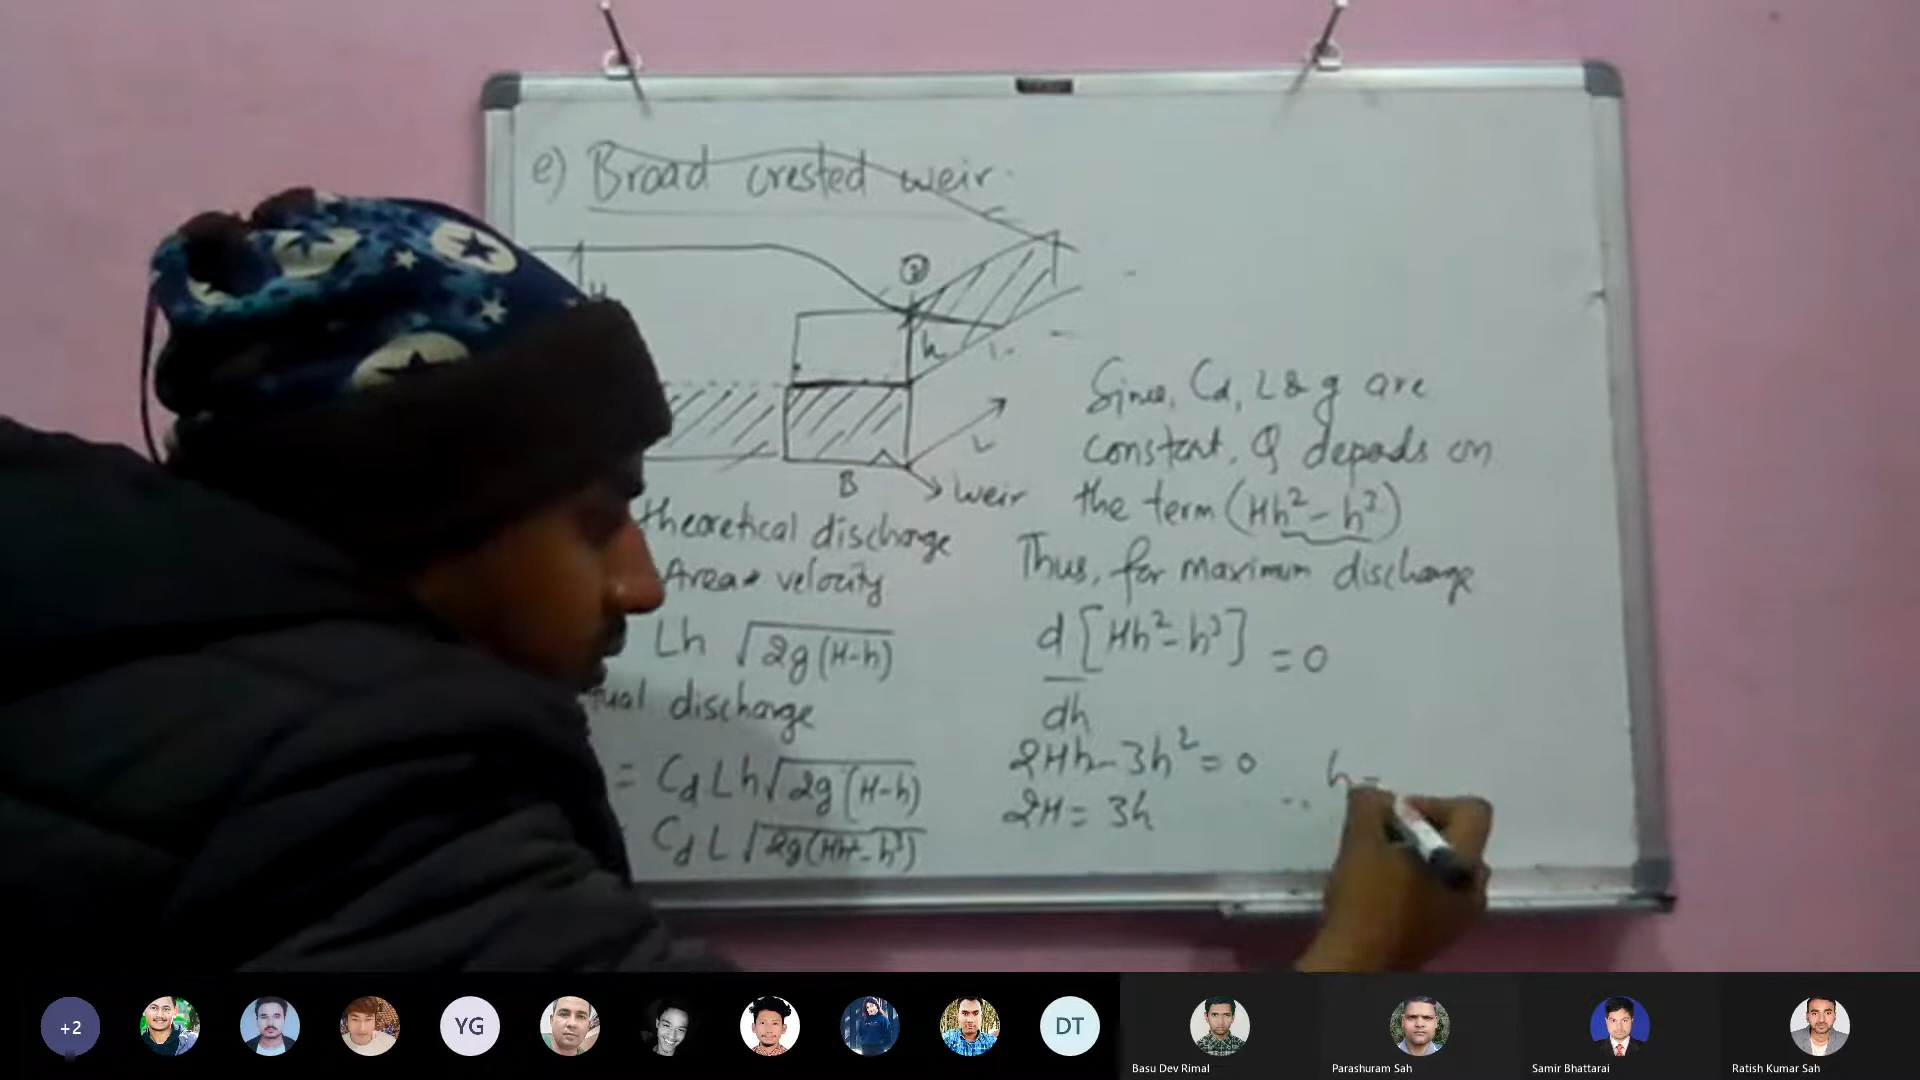 e) Broad crested weir.
H
2
h
L
L
B
weir
theoretical discharge
Area * velocity
Lh √2g(H-h)
tual discharge
= Cd L h √2g(H-h)
= Cd L √2g(Hh²-h³)
Since, Cd, L & g are
constant, Q depends on
the term (Hh²-h³)
Thus, for maximum discharge
d[Hh²-h³]
= 0
dh
2Hh-3h² = 0
2H = 3h
∴ h =
+2
YG
DT
Basu Dev Rimal
Parashuram Sah
Samir Bhattarai
Ratish Kumar Sah